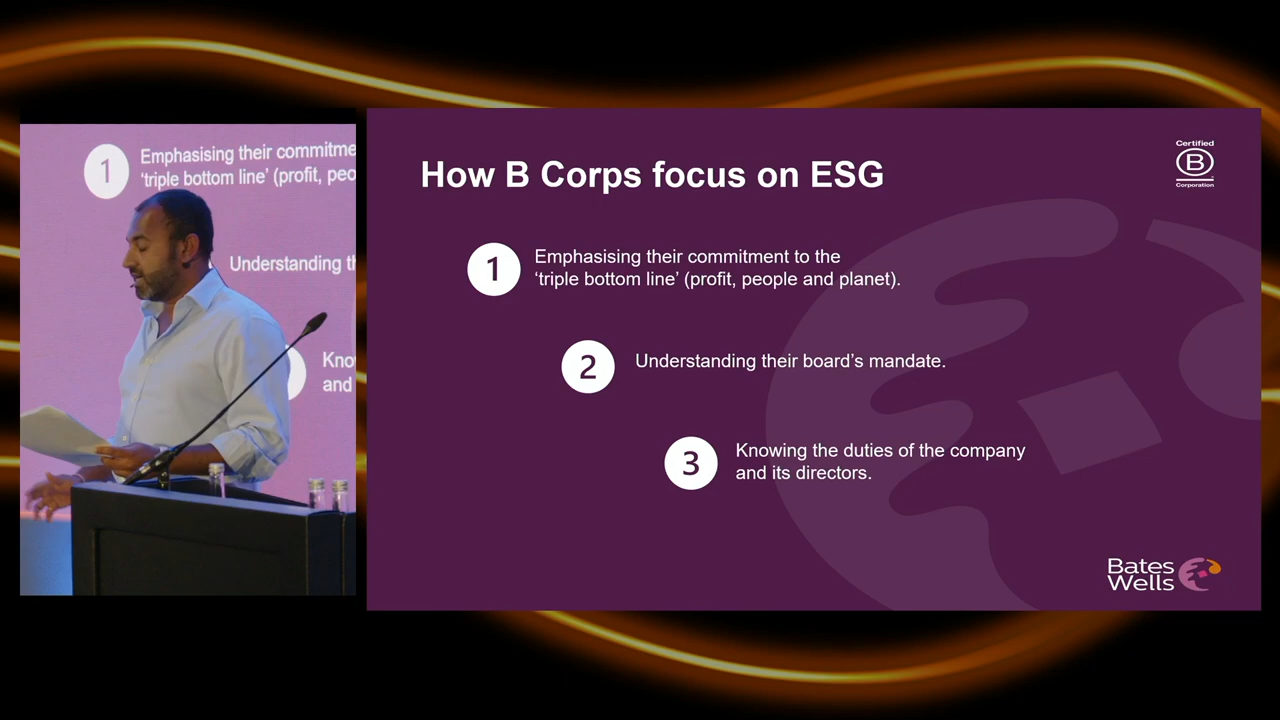 1
Emphasising their commitme
'triple bottom line' (profit, peo
Understanding th
Knov
and
How B Corps focus on ESG
Certified
B
Corporation
1
Emphasising their commitment to the
‘triple bottom line’ (profit, people and planet).
2
Understanding their board’s mandate.
3
Knowing the duties of the company
and its directors.
Bates
Wells